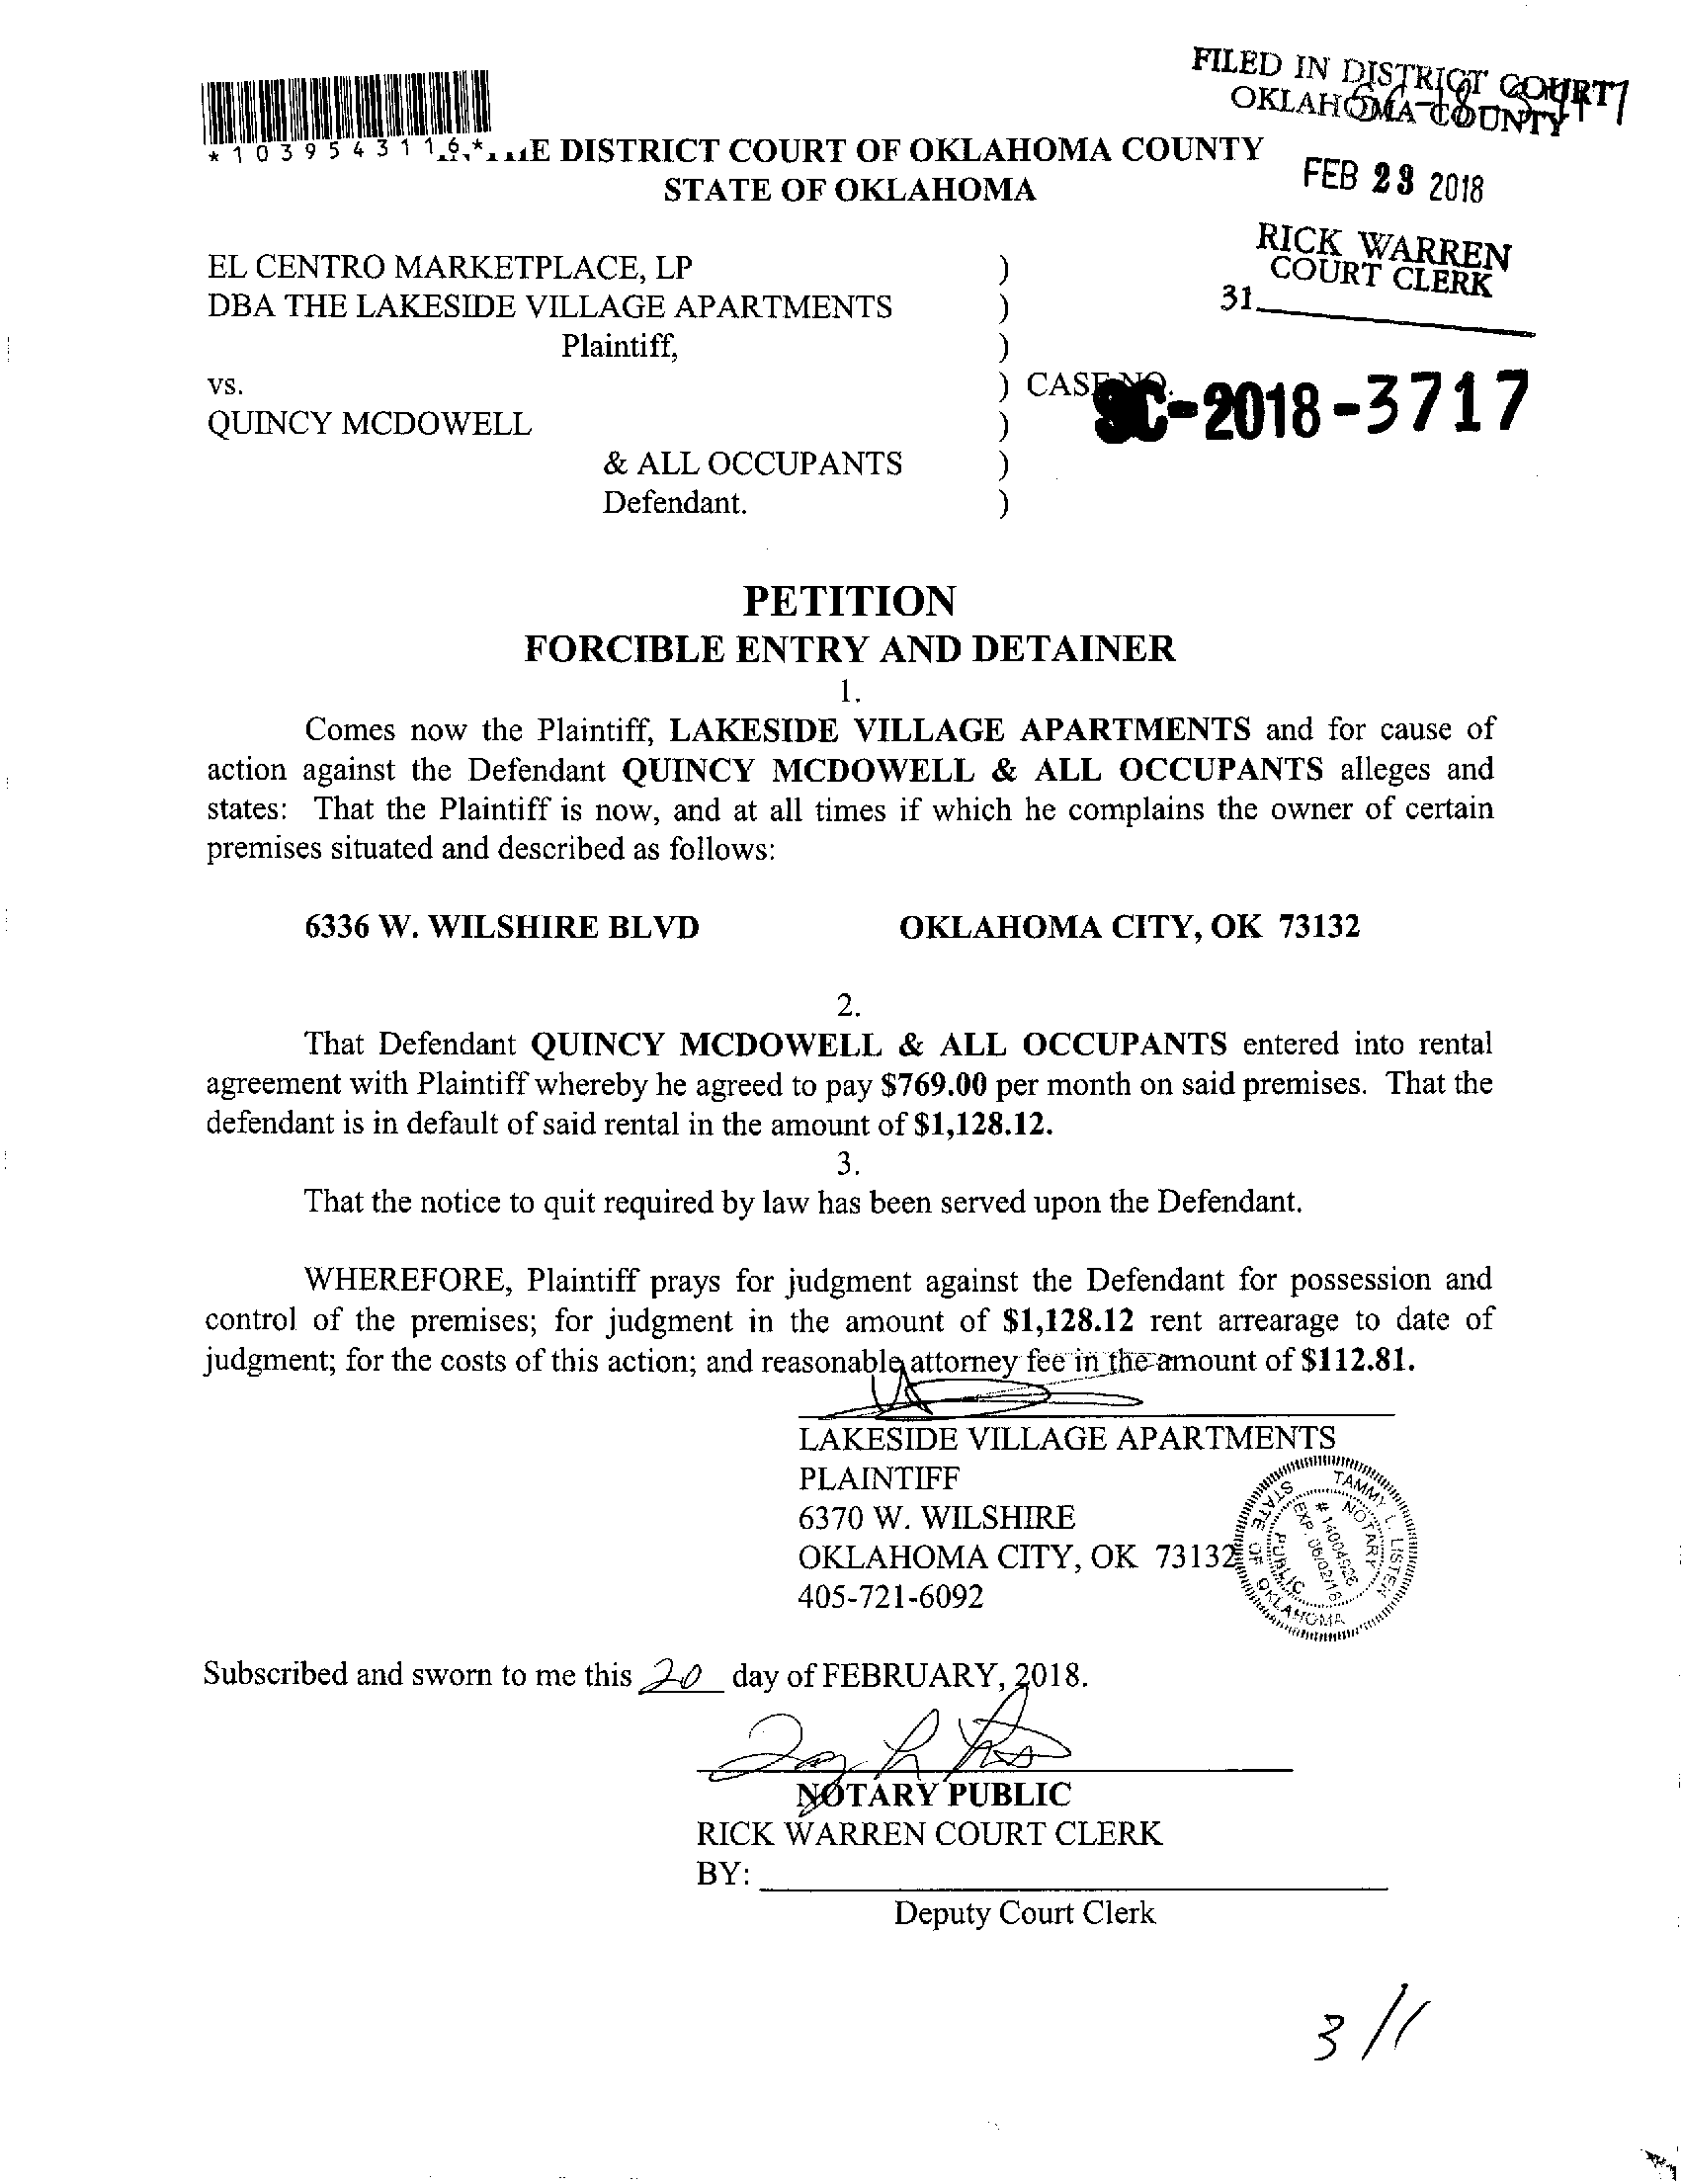 FILED IN DISTRICT COURT
OKLAHOMA COUNTY
*1039543116*
E DISTRICT COURT OF OKLAHOMA COUNTY
STATE OF OKLAHOMA
FEB 23 2018
RICK WARREN
COURT CLERK
31
EL CENTRO MARKETPLACE, LP )
DBA THE LAKESIDE VILLAGE APARTMENTS )
Plaintiff, )
vs. ) CASE NO. SC-2018-3717
QUINCY MCDOWELL )
& ALL OCCUPANTS )
Defendant. )
PETITION
FORCIBLE ENTRY AND DETAINER
1.
Comes now the Plaintiff, LAKESIDE VILLAGE APARTMENTS and for cause of
action against the Defendant QUINCY MCDOWELL & ALL OCCUPANTS alleges and
states: That the Plaintiff is now, and at all times if which he complains the owner of certain
premises situated and described as follows:
6336 W. WILSHIRE BLVD OKLAHOMA CITY, OK 73132
2.
That Defendant QUINCY MCDOWELL & ALL OCCUPANTS entered into rental
agreement with Plaintiff whereby he agreed to pay $769.00 per month on said premises. That the
defendant is in default of said rental in the amount of $1,128.12.
3.
That the notice to quit required by law has been served upon the Defendant.
WHEREFORE, Plaintiff prays for judgment against the Defendant for possession and
control of the premises; for judgment in the amount of $1,128.12 rent arrearage to date of
judgment; for the costs of this action; and reasonable attorney fee in the amount of $112.81.
LAKESIDE VILLAGE APARTMENTS
PLAINTIFF
6370 W. WILSHIRE
OKLAHOMA CITY, OK 73132
405-721-6092
TAMMY L. LISTEN
NOTARY PUBLIC
# 14004926
EXP. 06/02/18
STATE OF OKLAHOMA
Subscribed and sworn to me this 20 day of FEBRUARY, 2018.
NOTARY PUBLIC
RICK WARREN COURT CLERK
BY:
Deputy Court Clerk
3/1